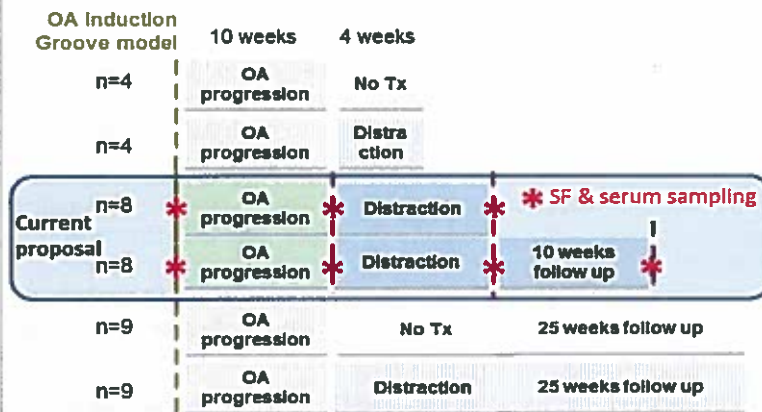 OA Induction
Groove model
10 weeks
4 weeks
n=4
OA
progression
No Tx
n=4
OA
progression
Distra
ction
Current
proposal
n=8
* OA
progression
* Distraction * * SF & serum sampling
n=8
* OA
progression
* Distraction * 10 weeks
follow up *
n=9
OA
progression
No Tx
25 weeks follow up
n=9
OA
progression
Distraction
25 weeks follow up